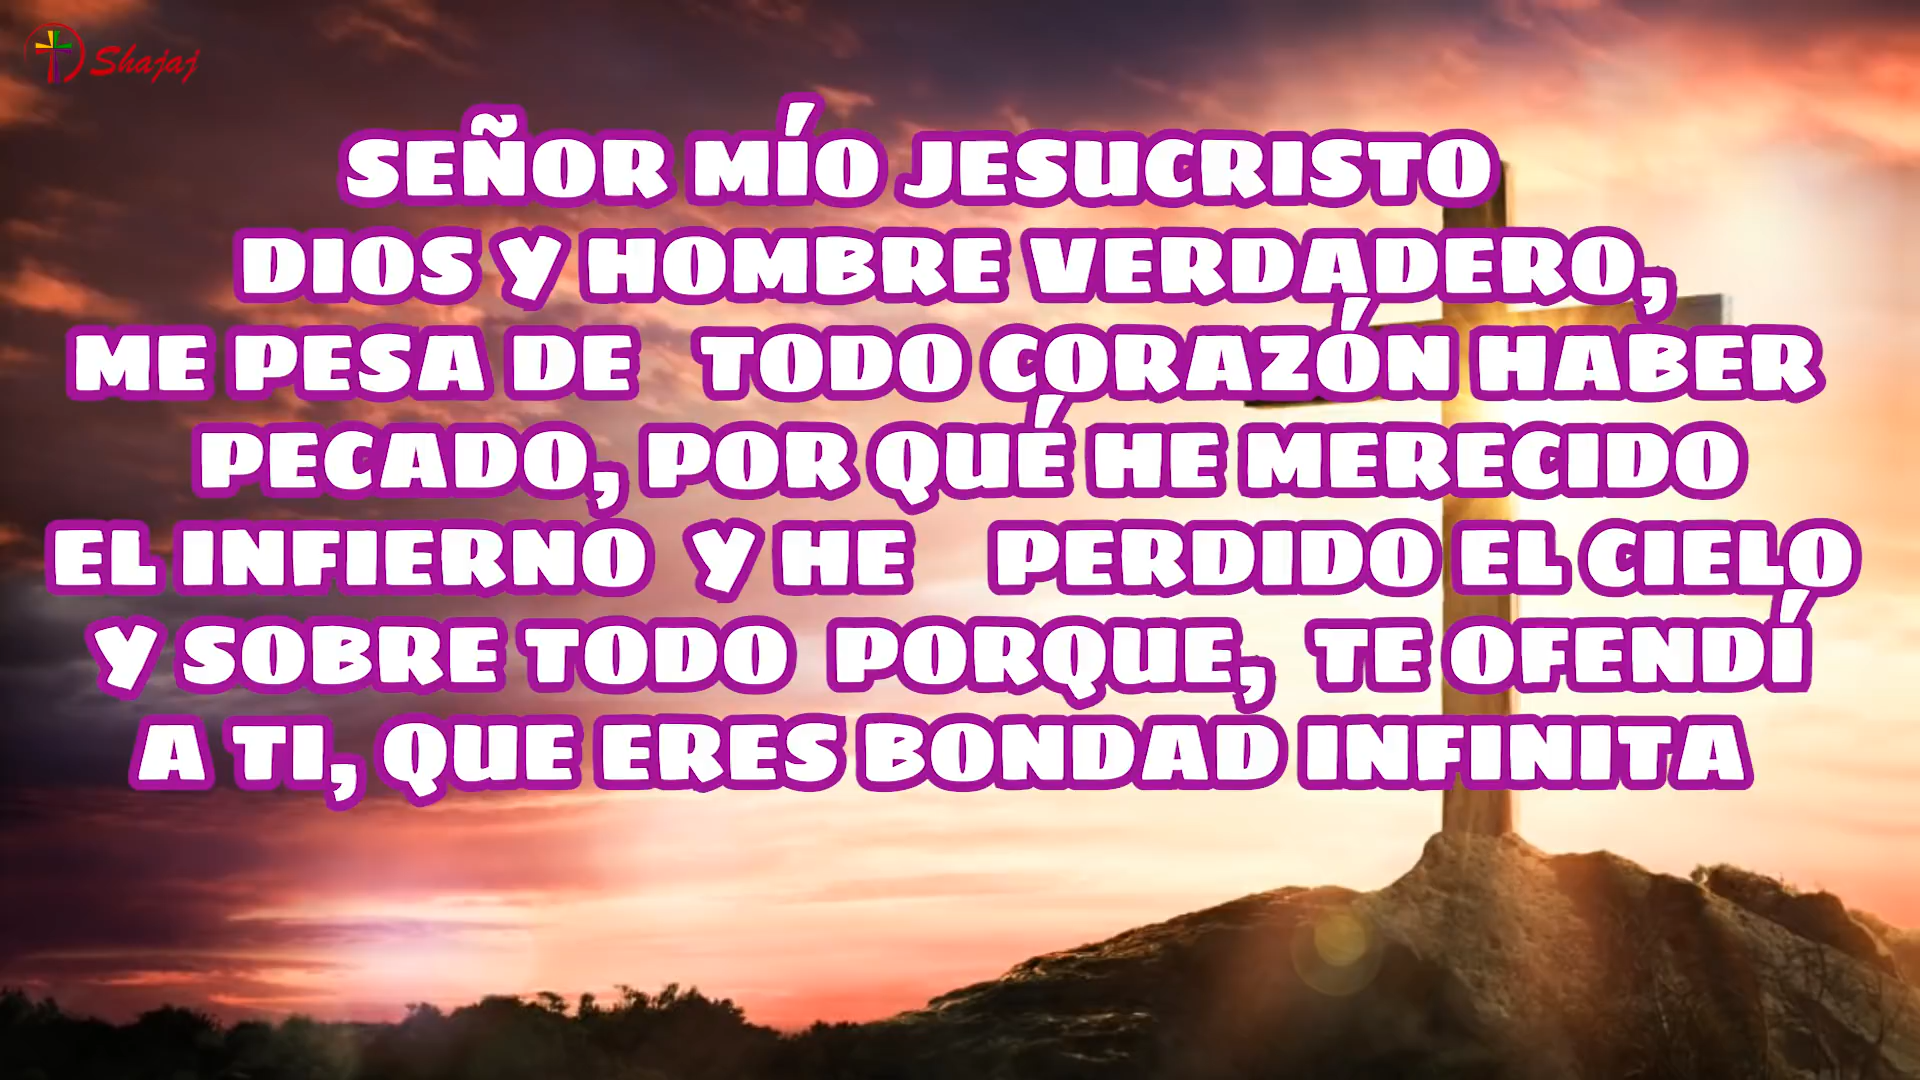 Shajaj
SEÑOR MÍO JESUCRISTO
DIOS Y HOMBRE VERDADERO,
ME PESA DE TODO CORAZÓN HABER
PECADO, POR QUÉ HE MERECIDO
EL INFIERNO Y HE PERDIDO EL CIELO
Y SOBRE TODO PORQUE, TE OFENDÍ
A TI, QUE ERES BONDAD INFINITA